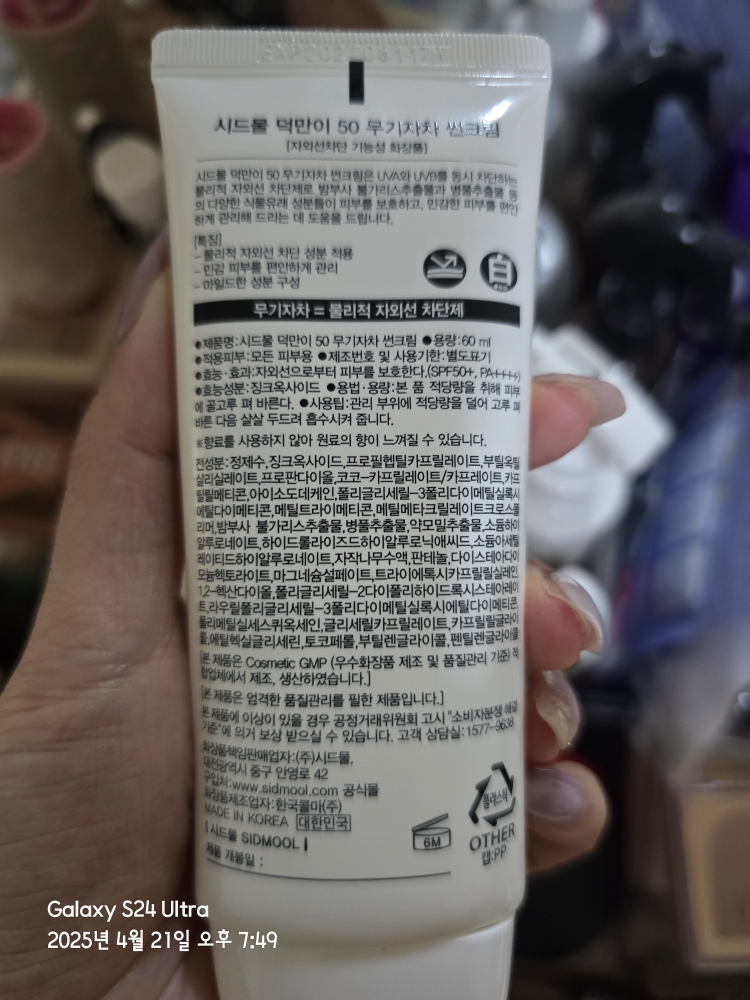 시드물 덕만이 50 무기자차 썬크림
[자외선차단 기능성 화장품]
시드물 덕만이 50 무기자차 썬크림은 UVA와 UVB를 동시 차단하는
물리적 자외선 차단제로 밤부사 불가리스추출물과 병풀추출물 등
의 다양한 식물유래 성분들이 피부를 보호하고, 민감한 피부를 편안
하게 관리해 드리는 데 도움을 드립니다.
[특징]
- 물리적 자외선 차단 성분 적용
- 민감 피부를 편안하게 관리
- 마일드한 성분 구성
무기자차 = 물리적 자외선 차단제
●제품명:시드물 덕만이 50 무기자차 썬크림 ●용량:60 ml
●적용피부:모든 피부용 ●제조번호 및 사용기한:별도표기
●효능·효과:자외선으로부터 피부를 보호한다.(SPF50+, PA++++)
●효능성분:징크옥사이드 ●용법·용량:본 품 적당량을 취해 피부
에 골고루 펴 바른다. ●사용팁:관리 부위에 적당량을 덜어 고루 펴
바른 다음 살살 두드려 흡수시켜 줍니다.
※향료를 사용하지 않아 원료의 향이 느껴질 수 있습니다.
전성분:정제수,징크옥사이드,프로필헵틸카프릴레이트,부틸옥틸
살리실레이트,프로판다이올,코코-카프릴레이트/카프레이트,카프
릴릴메티콘,아이소도데케인,폴리글리세릴-3폴리다이메틸실록시
에틸다이메티콘,메틸트라이메티콘,메틸메타크릴레이트크로스폴
리머,밤부사 불가리스추출물,병풀추출물,약모밀추출물,소듐하이
알루로네이트,하이드롤라이즈드하이알루로닉애씨드,소듐아세틸
레이티드하이알루로네이트,자작나무수액,판테놀,다이스테아다이
모늄헥토라이트,마그네슘설페이트,트라이에톡시카프릴릴실레인,
1,2-헥산다이올,폴리글리세릴-2다이폴리하이드록시스테아레이
트,라우릴폴리글리세릴-3폴리다이메틸실록시에틸다이메티콘,
폴리메틸실세스퀴옥세인,글리세릴카프릴레이트,카프릴릴글라이
콜,에틸헥실글리세린,토코페롤,부틸렌글라이콜,펜틸렌글라이콜
[본 제품은 Cosmetic GMP (우수화장품 제조 및 품질관리 기준) 적
합업체에서 제조, 생산하였습니다.]
[본 제품은 엄격한 품질관리를 필한 제품입니다.]
본 제품에 이상이 있을 경우 공정거래위원회 고시 "소비자분쟁 해결
기준"에 의거 보상 받으실 수 있습니다. 고객 상담실:1577-9638
화장품책임판매업자:(주)시드물,
대전광역시 중구 안영로 42
구입처:www.sidmool.com 공식몰
화장품제조업자:한국콜마(주)
MADE IN KOREA 대한민국
| 시드물 SIDMOOL |
제품 개봉일 :
6M
플라스틱
OTHER
캡:PP
Galaxy S24 Ultra
2025년 4월 21일 오후 7:49